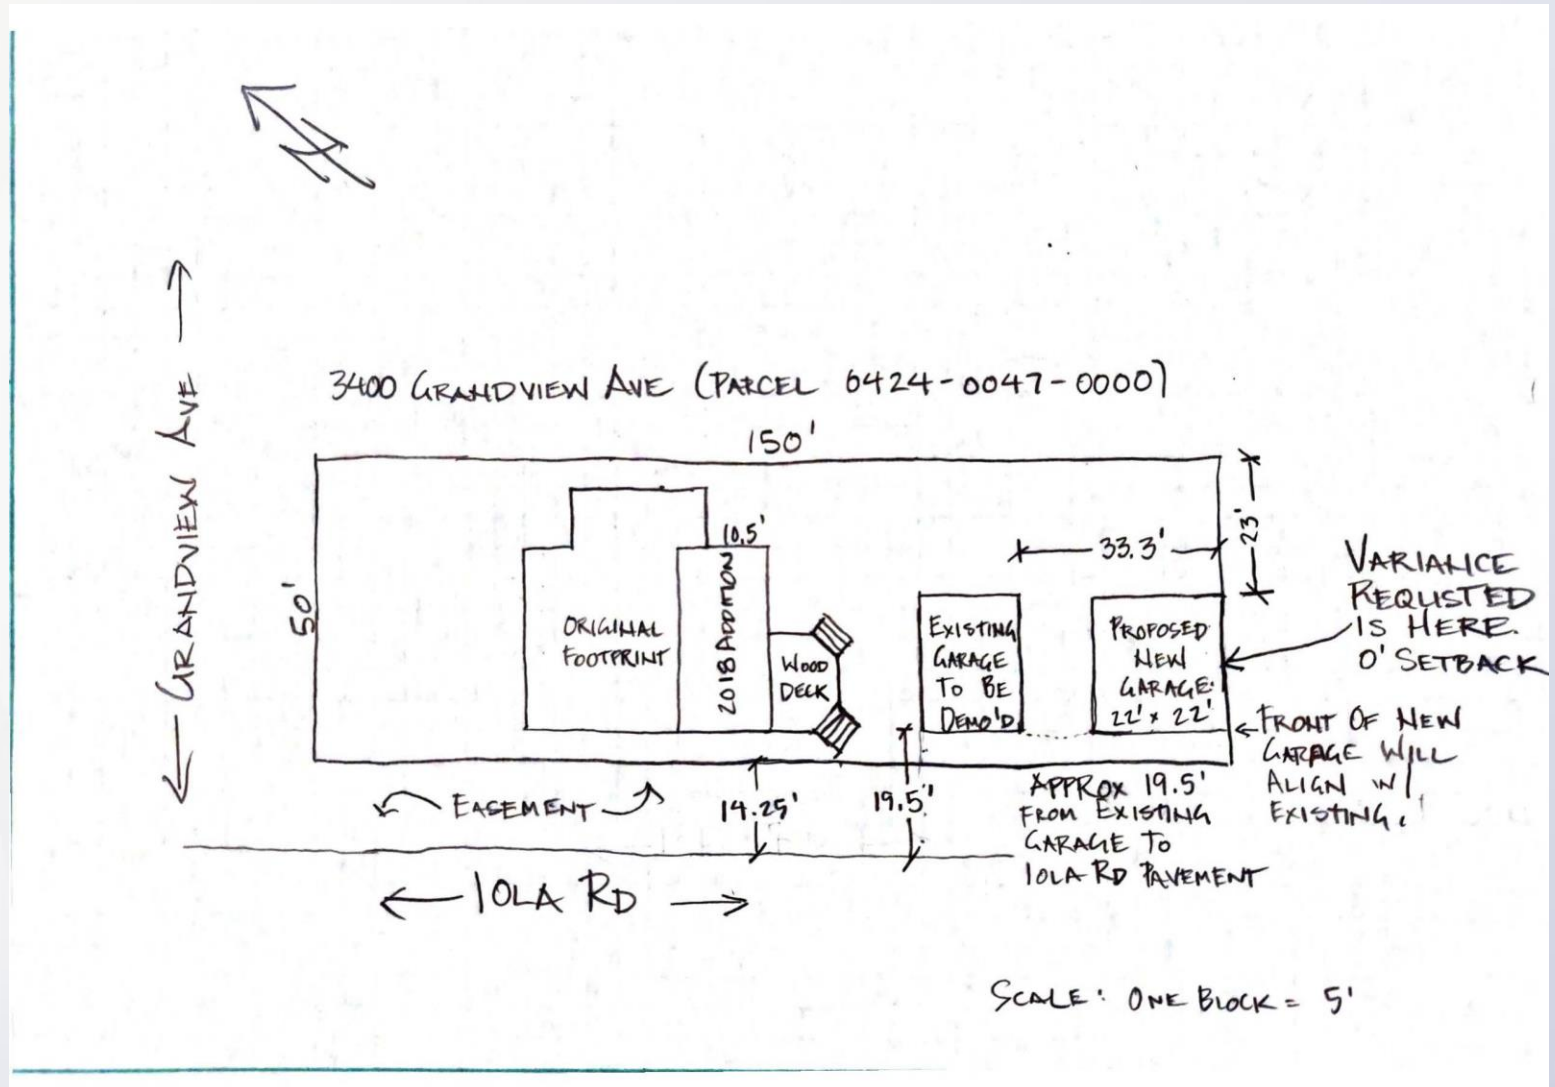 3400 GRANDVIEW AVE (PARCEL 6424-0047-0000)
150'
GRANDVIEW AVE
50'
10.5'
ORIGINAL
FOOTPRINT
2018 ADDITION
WOOD
DECK
EXISTING
GARAGE
TO BE
DEMO'D
33.3'
23'
PROPOSED
NEW
GARAGE:
22' x 22'
VARIANCE
REQUSTED
IS HERE.
0' SETBACK
FRONT OF NEW
GARAGE WILL
ALIGN W/
EXISTING.
EASEMENT
14.25'
19.5'
APPROX 19.5'
FROM EXISTING
GARAGE TO
IOLA RD PAVEMENT
IOLA RD
SCALE: ONE BLOCK = 5'